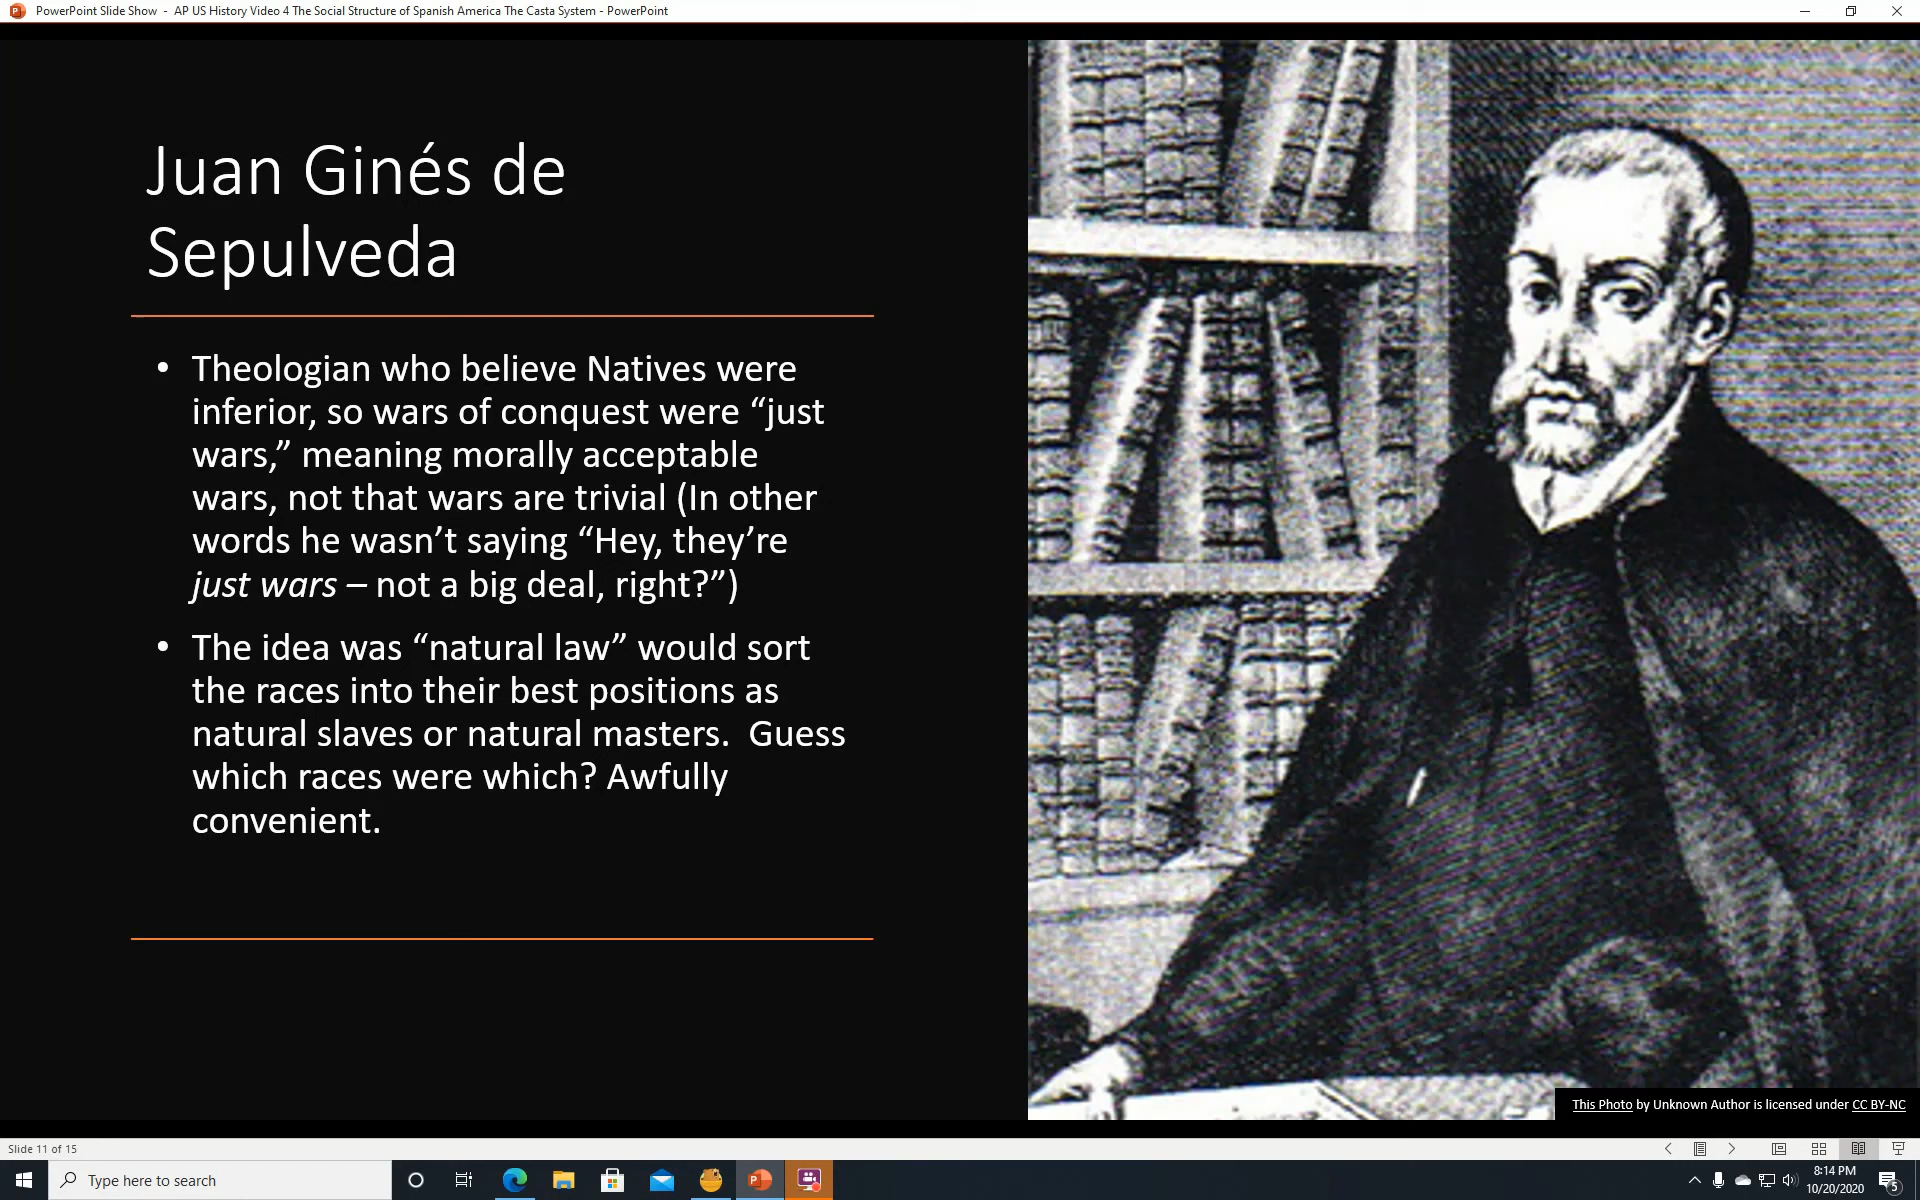 PowerPoint Slide Show - AP US History Video 4 The Social Structure of Spanish America The Casta System - PowerPoint
Juan Ginés de
Sepulveda
• Theologian who believe Natives were
inferior, so wars of conquest were “just
wars,” meaning morally acceptable
wars, not that wars are trivial (In other
words he wasn’t saying “Hey, they’re
just wars – not a big deal, right?”)
• The idea was “natural law” would sort
the races into their best positions as
natural slaves or natural masters.  Guess
which races were which? Awfully
convenient.
This Photo by Unknown Author is licensed under CC BY-NC
Slide 11 of 15
Type here to search
8:14 PM
10/20/2020
5